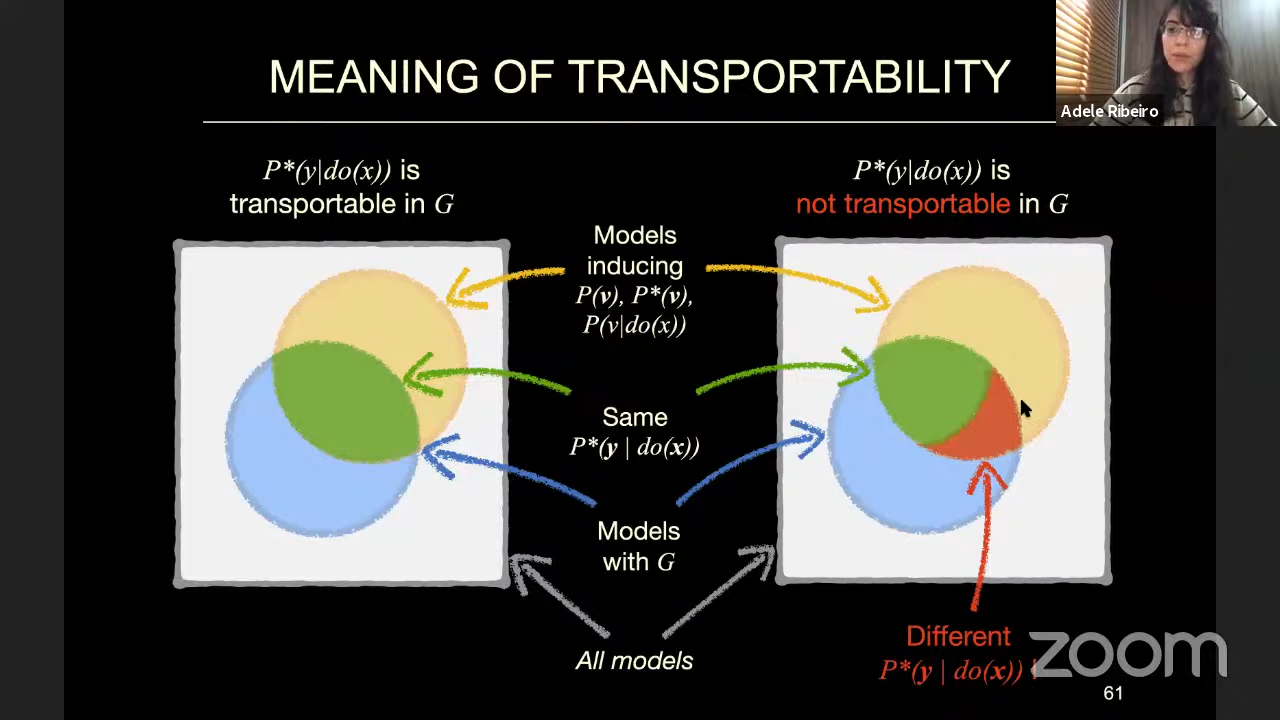 MEANING OF TRANSPORTABILITY
Adele Ribeiro
P*(y|do(x)) is
transportable in G
P*(y|do(x)) is
not transportable in G
Models
inducing
P(v), P*(v),
P(v|do(x))
Same
P*(y | do(x))
Models
with G
All models
Different
P*(y | do(x))
zoom
61